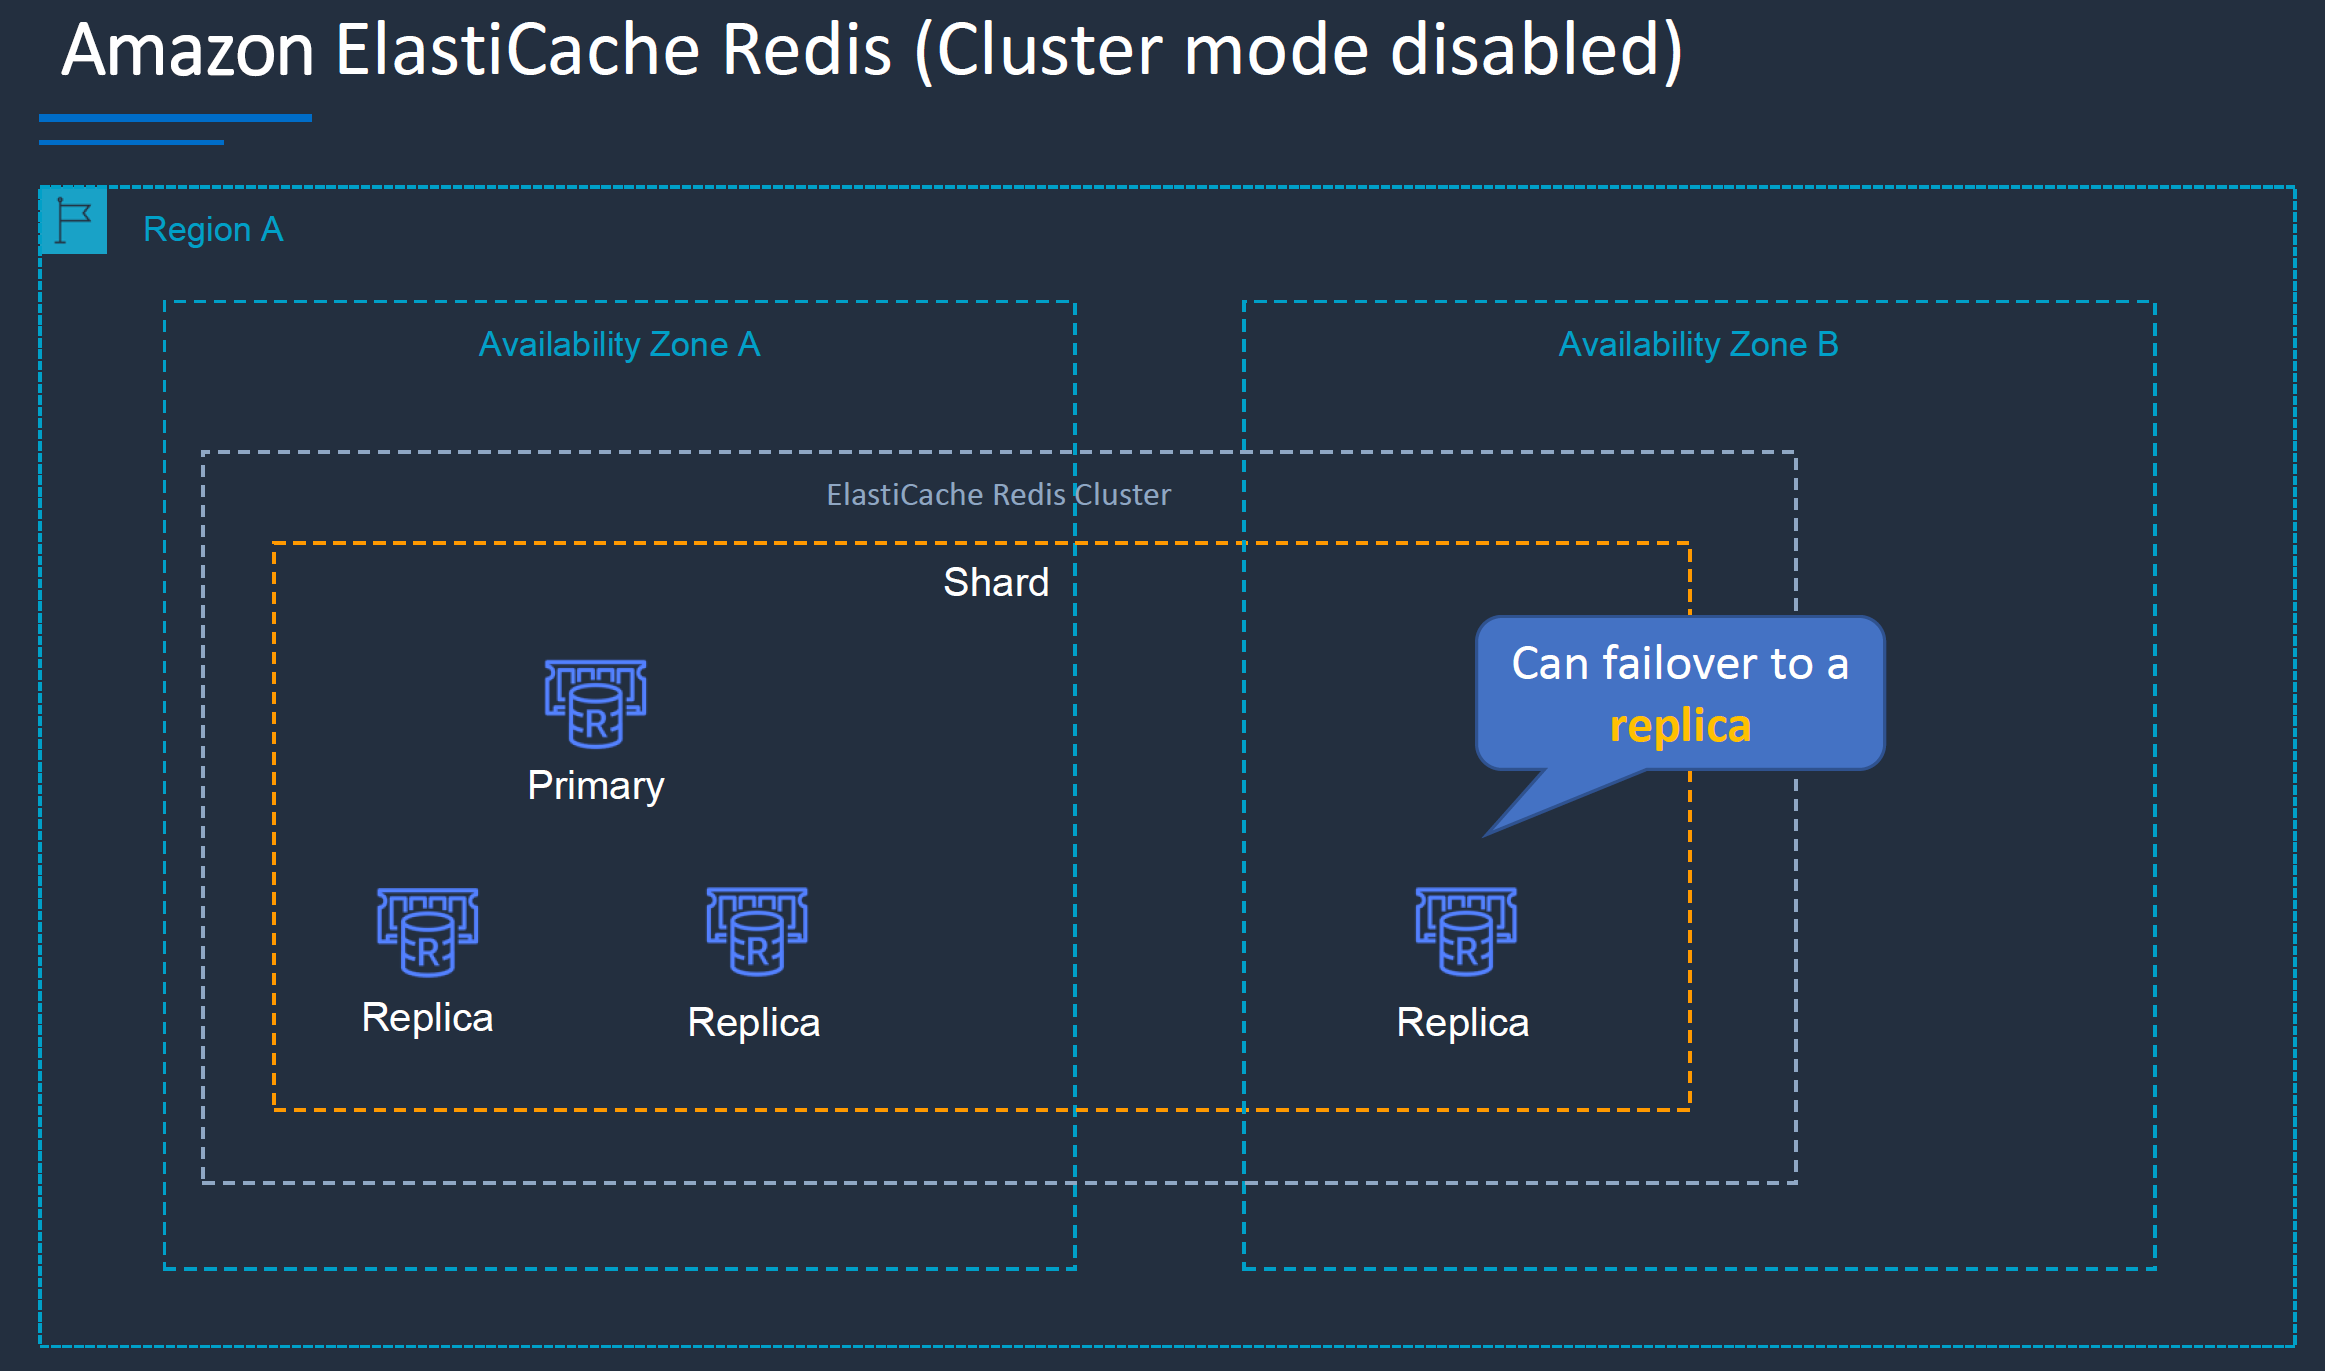 Amazon ElastiCache Redis (Cluster mode disabled)
Region A
Availability Zone A
Availability Zone B
ElastiCache Redis Cluster
Shard
Can failover to a
replica
R
Primary
R
R
R
Replica
Replica
Replica